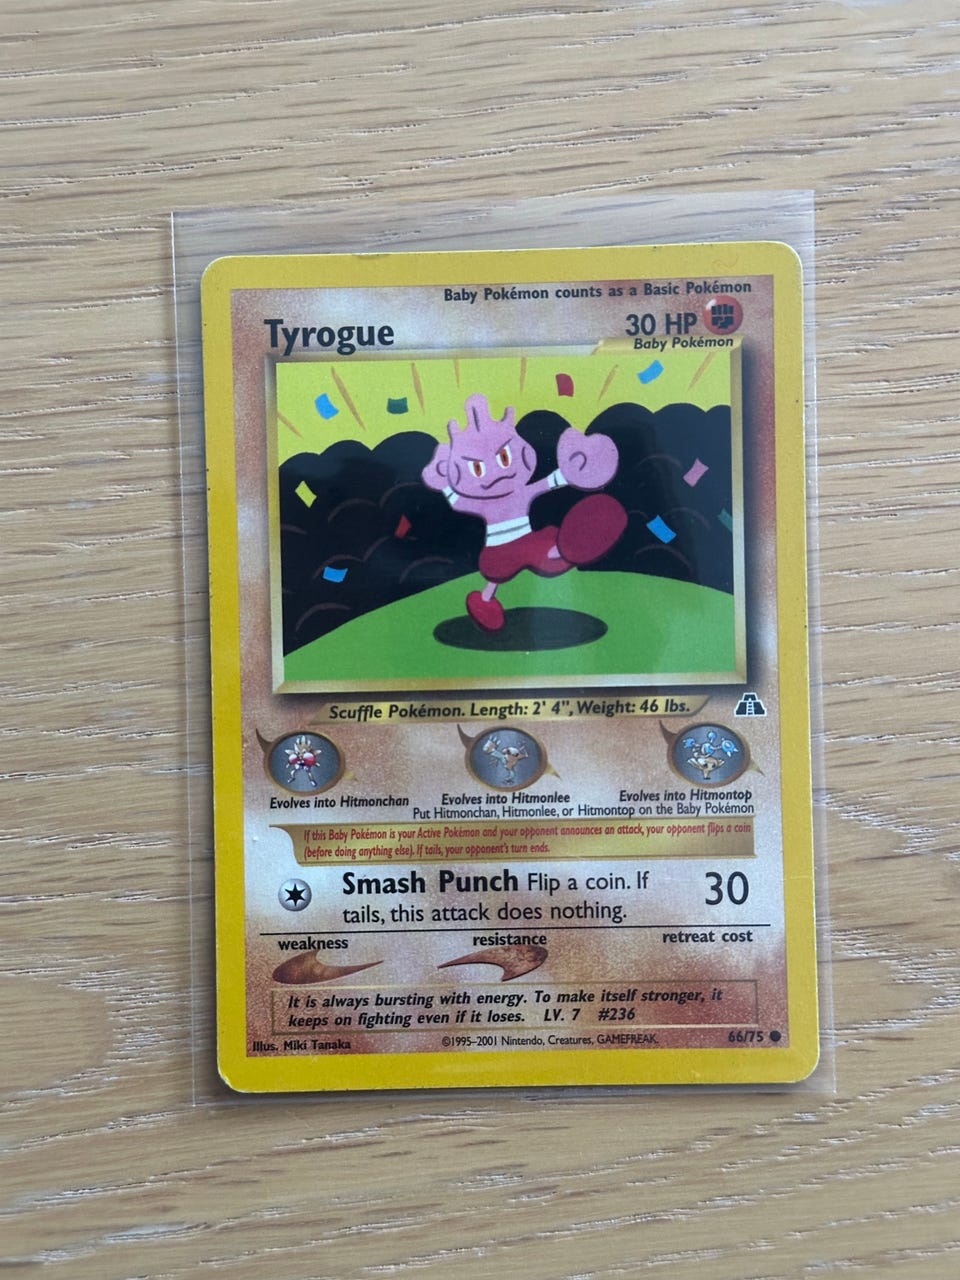 Baby Pokémon counts as a Basic Pokémon
Tyrogue
30 HP
Baby Pokémon
Scuffle Pokémon. Length: 2' 4", Weight: 46 lbs.
Evolves into Hitmonchan
Evolves into Hitmonlee
Evolves into Hitmontop
Put Hitmonchan, Hitmonlee, or Hitmontop on the Baby Pokémon
If this Baby Pokémon is your Active Pokémon and your opponent announces an attack, your opponent flips a coin
(before doing anything else). If tails, your opponent's turn ends.
Smash Punch Flip a coin. If
tails, this attack does nothing.
30
weakness
resistance
retreat cost
It is always bursting with energy. To make itself stronger, it
keeps on fighting even if it loses. LV. 7 #236
Illus. Miki Tanaka
©1995–2001 Nintendo, Creatures, GAMEFREAK.
66/75